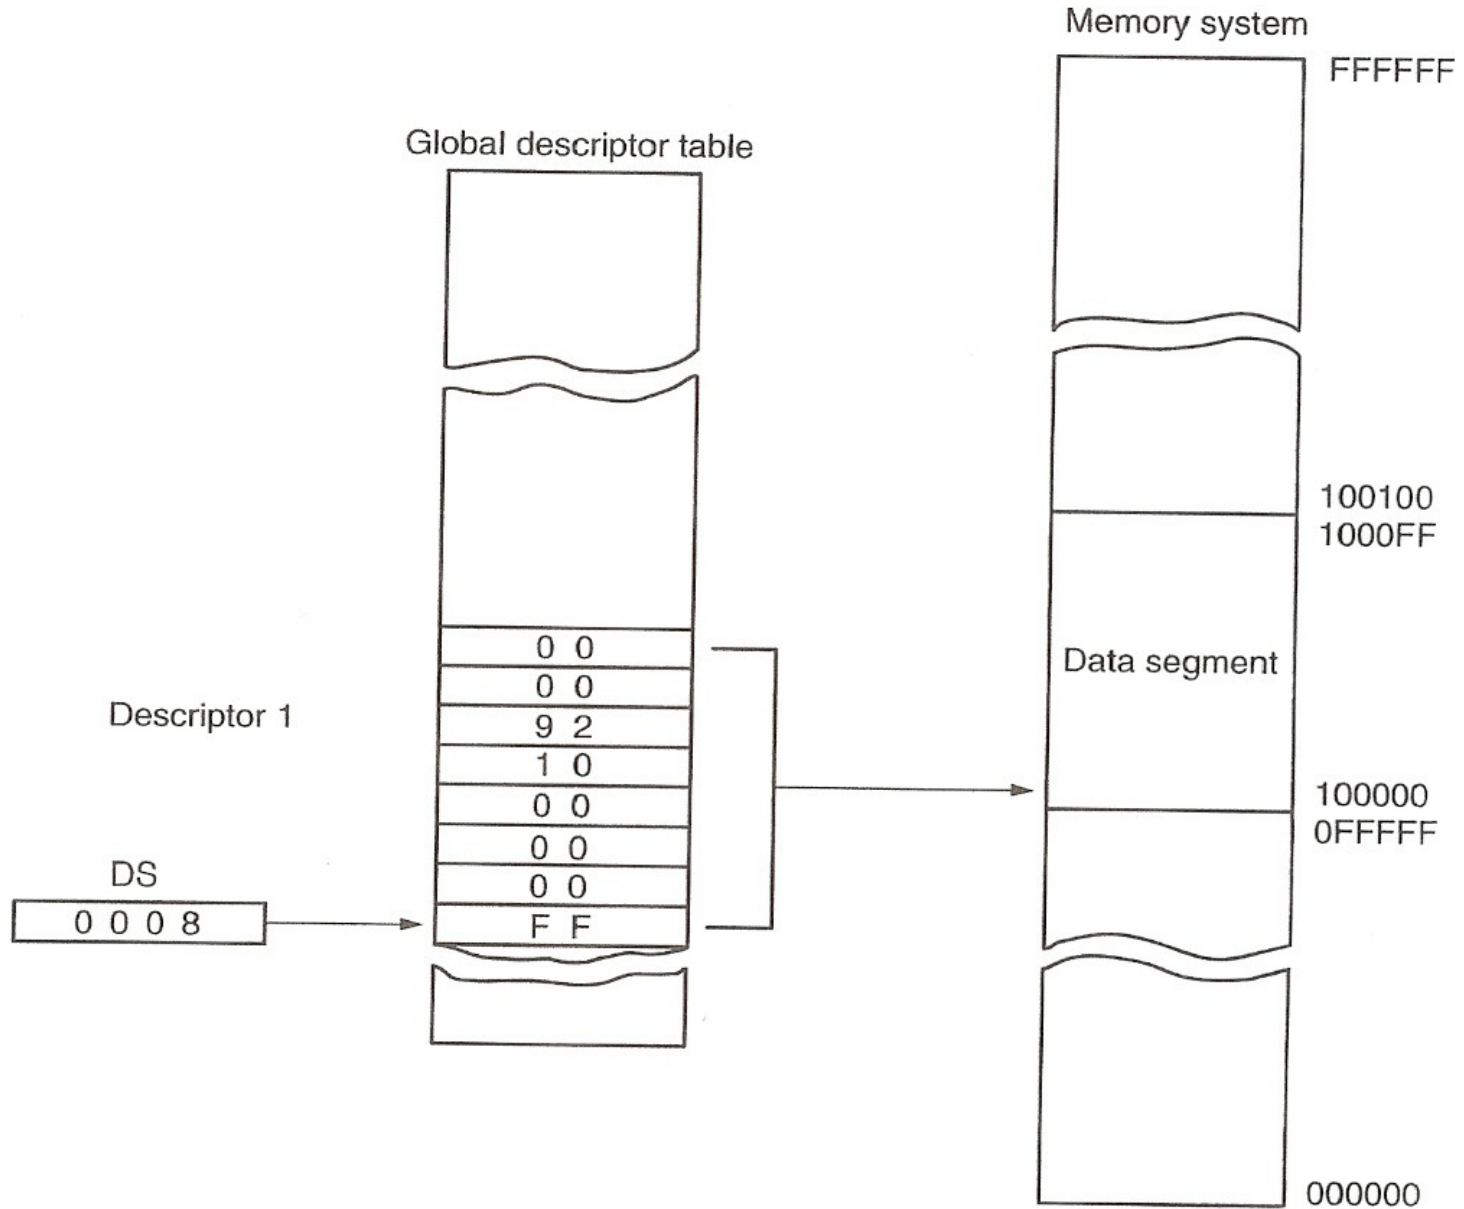 Memory system
FFFFFF
Global descriptor table
100100
1000FF
0 0
0 0
Data segment
Descriptor 1
9 2
1 0
100000
0 0
0FFFFF
0 0
DS
0 0
0 0 0 8
F F
000000